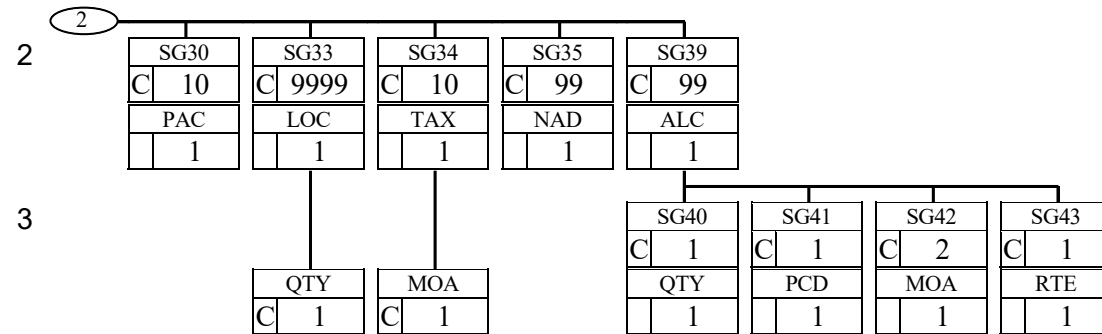 2
2
SG30 SG33 SG34 SG35 SG39
C 10 C 9999 C 10 C 99 C 99
PAC LOC TAX NAD ALC
1 1 1 1 1
3
SG40 SG41 SG42 SG43
C 1 C 1 C 2 C 1
QTY MOA QTY PCD MOA RTE
C 1 C 1 1 1 1 1